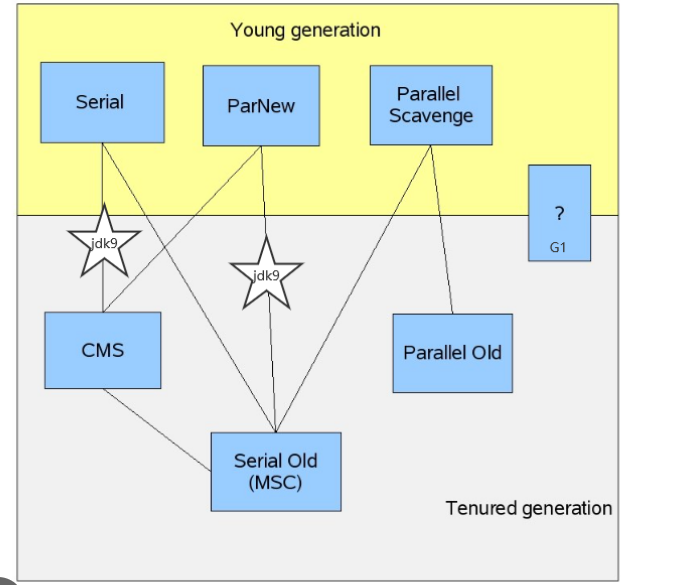 Young generation
Serial
ParNew
Parallel
Scavenge
?
G1
jdk9
jdk9
CMS
Parallel Old
Serial Old
(MSC)
Tenured generation